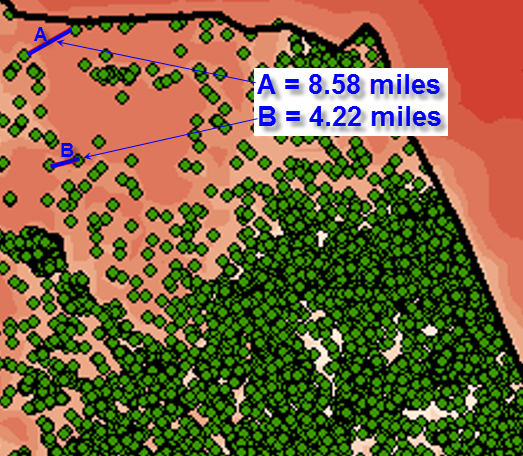 A
A = 8.58 miles
B = 4.22 miles
B